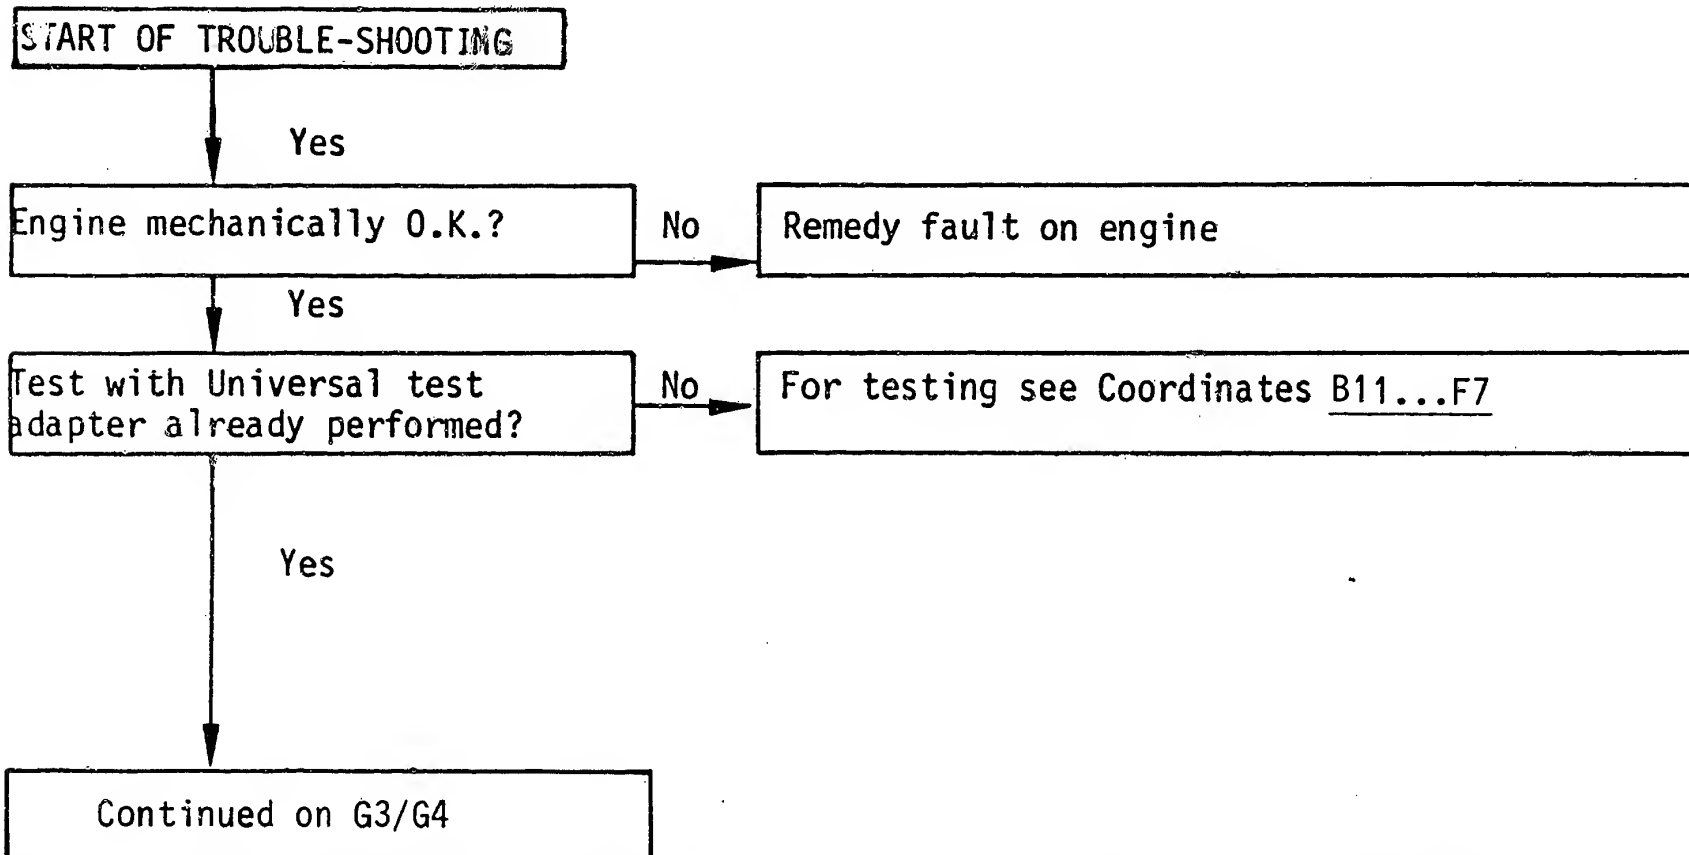 START OF TROUBLE-SHOOTING
Yes
Engine mechanically O.K.?
No
Remedy fault on engine
Yes
Test with Universal test
adapter already performed?
No
For testing see Coordinates B11...F7
Yes
Continued on G3/G4